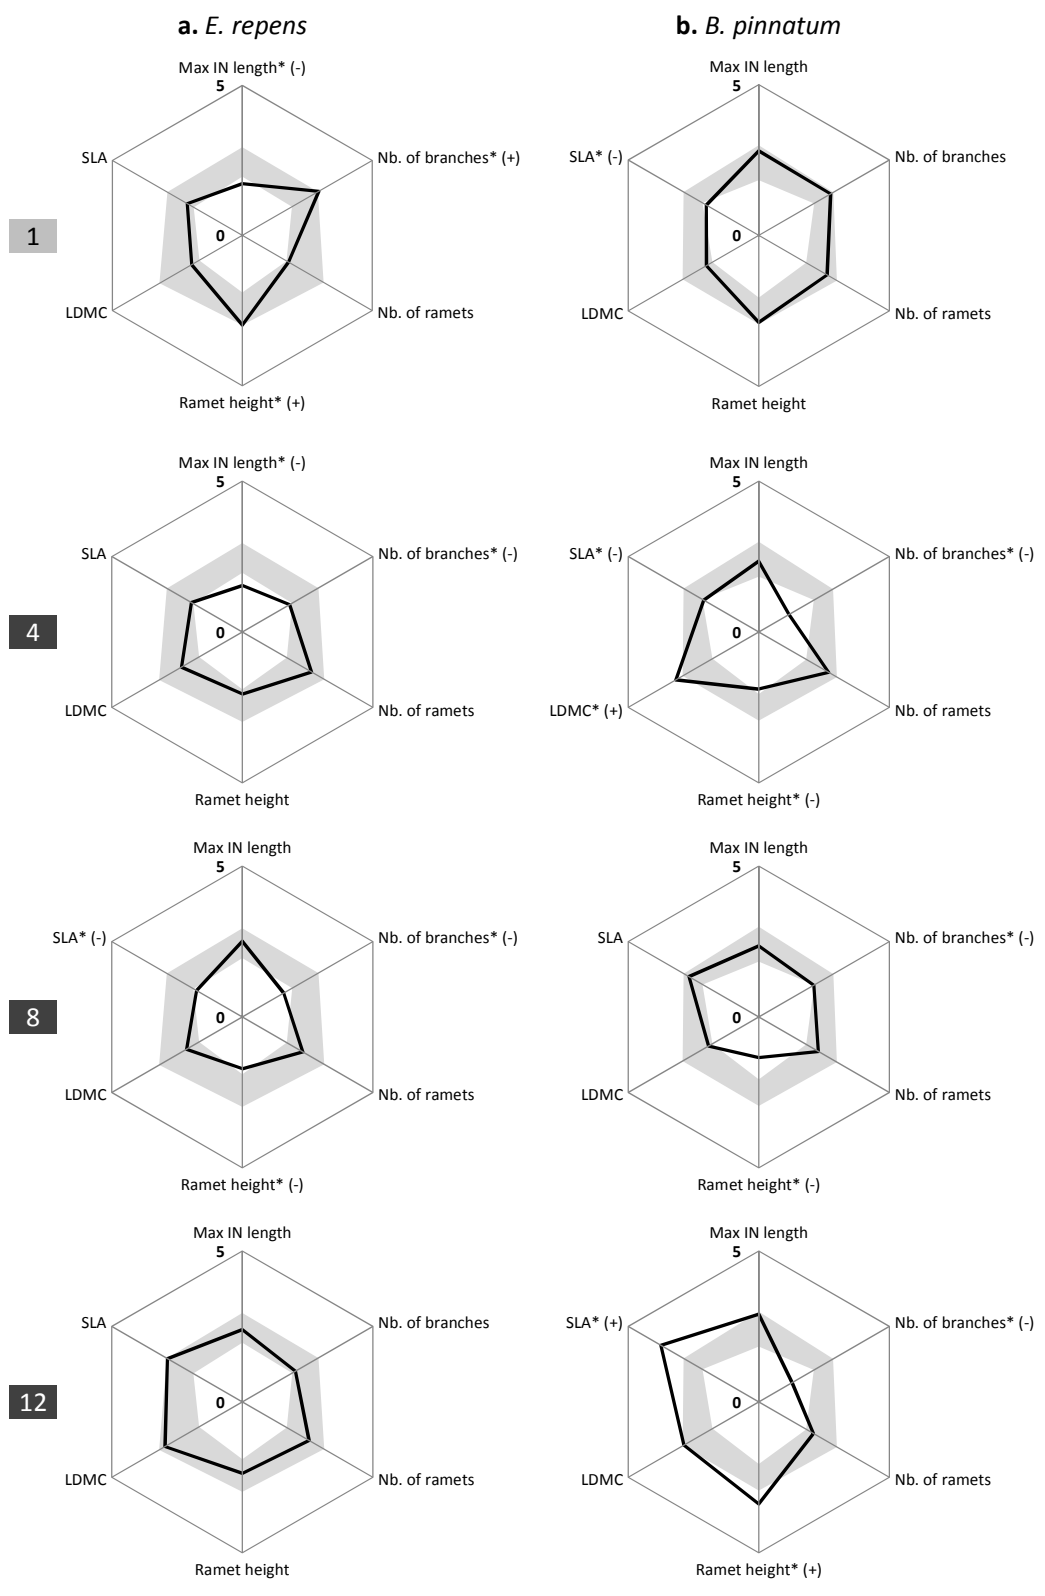 a. E. repens
b. B. pinnatum
1
Max IN length* (-)
5
SLA
Nb. of branches* (+)
0
LDMC
Nb. of ramets
Ramet height* (+)
Max IN length
5
SLA* (-)
Nb. of branches
0
LDMC
Nb. of ramets
Ramet height
4
Max IN length* (-)
5
SLA
Nb. of branches* (-)
0
LDMC
Nb. of ramets
Ramet height
Max IN length
5
SLA* (-)
Nb. of branches* (-)
0
LDMC* (+)
Nb. of ramets
Ramet height* (-)
8
Max IN length
5
SLA* (-)
Nb. of branches* (-)
0
LDMC
Nb. of ramets
Ramet height* (-)
Max IN length
5
SLA
Nb. of branches* (-)
0
LDMC
Nb. of ramets
Ramet height* (-)
12
Max IN length
5
SLA
Nb. of branches
0
LDMC
Nb. of ramets
Ramet height
Max IN length
5
SLA* (+)
Nb. of branches* (-)
0
LDMC
Nb. of ramets
Ramet height* (+)